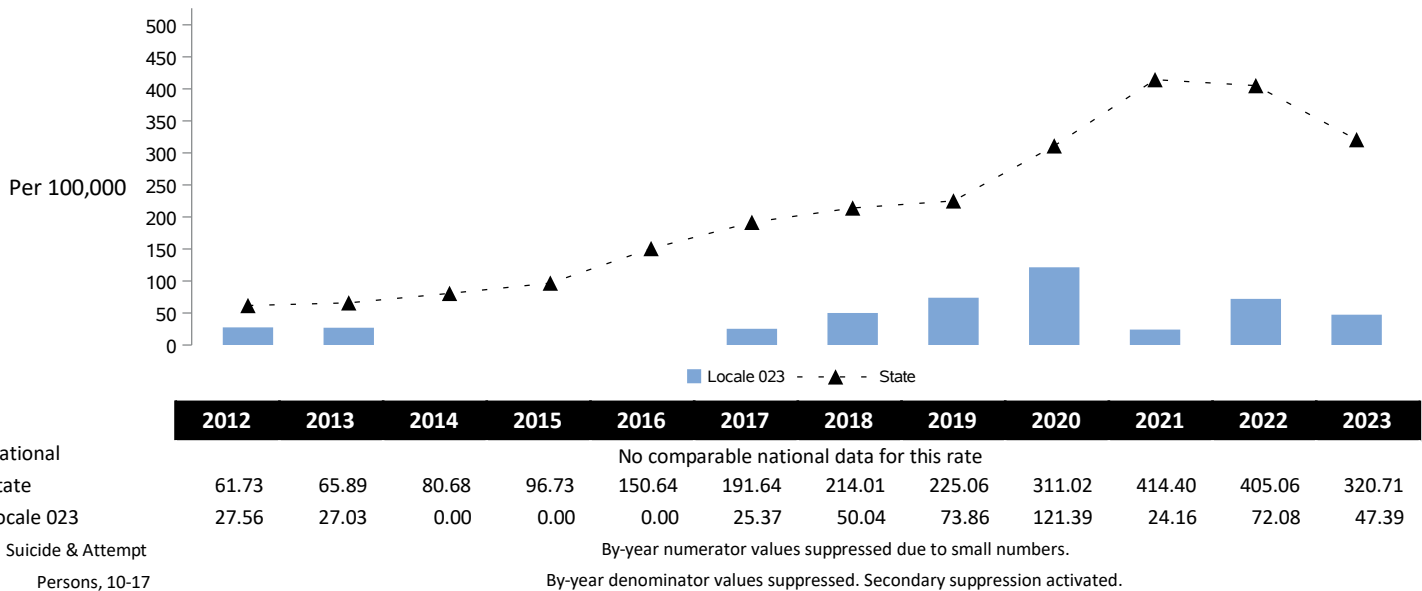 500
450
400
350
300
Per 100,000 250
200
150
100
50
0
Locale 023 State
2012 2013 2014 2015 2016 2017 2018 2019 2020 2021 2022 2023
ational No comparable national data for this rate
tate 61.73 65.89 80.68 96.73 150.64 191.64 214.01 225.06 311.02 414.40 405.06 320.71
ocale 023 27.56 27.03 0.00 0.00 0.00 25.37 50.04 73.86 121.39 24.16 72.08 47.39
Suicide & Attempt By-year numerator values suppressed due to small numbers.
Persons, 10-17 By-year denominator values suppressed. Secondary suppression activated.